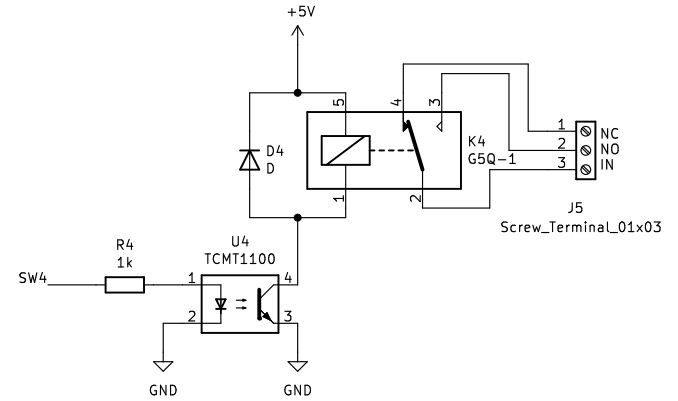 +5V
5
4
3
D4
D
K4
G5Q-1
1
2
1
2
3
NC
NO
IN
J5
Screw_Terminal_01x03
R4
1k
SW4
U4
TCMT1100
1
2
4
3
GND
GND